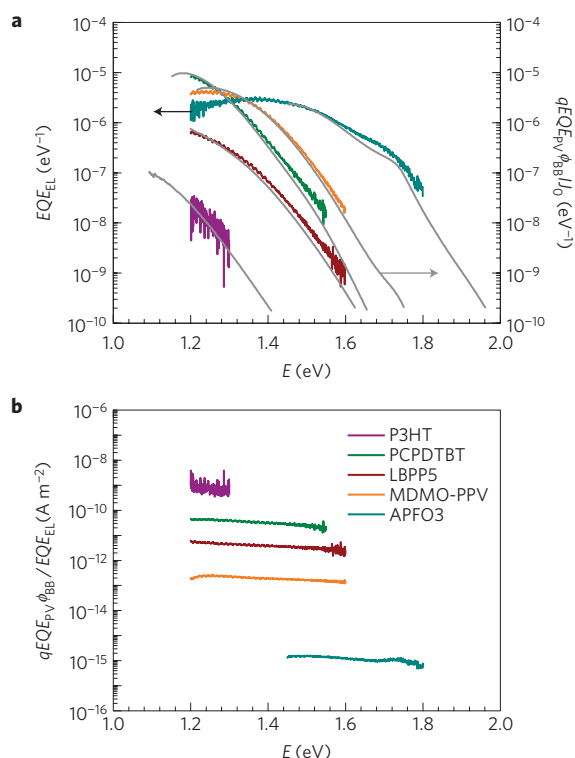 a
10⁻⁴
10⁻⁵
10⁻⁶
10⁻⁷
10⁻⁸
10⁻⁹
10⁻¹⁰
EQE_EL (eV⁻¹)
10⁻⁴
10⁻⁵
10⁻⁶
10⁻⁷
10⁻⁸
10⁻⁹
10⁻¹⁰
qEQE_PV ϕ_BB/J₀ (eV⁻¹)
1.0 1.2 1.4 1.6 1.8 2.0
E (eV)
b
10⁻⁶
10⁻⁸
10⁻¹⁰
10⁻¹²
10⁻¹³
10⁻¹⁵
10⁻¹⁶
qEQE_PV ϕ_BB / EQE_EL (A m⁻²)
P3HT
PCPDTBT
LBPP5
MDMO-PPV
APFO3
1.0 1.2 1.4 1.6 1.8 2.0
E (eV)